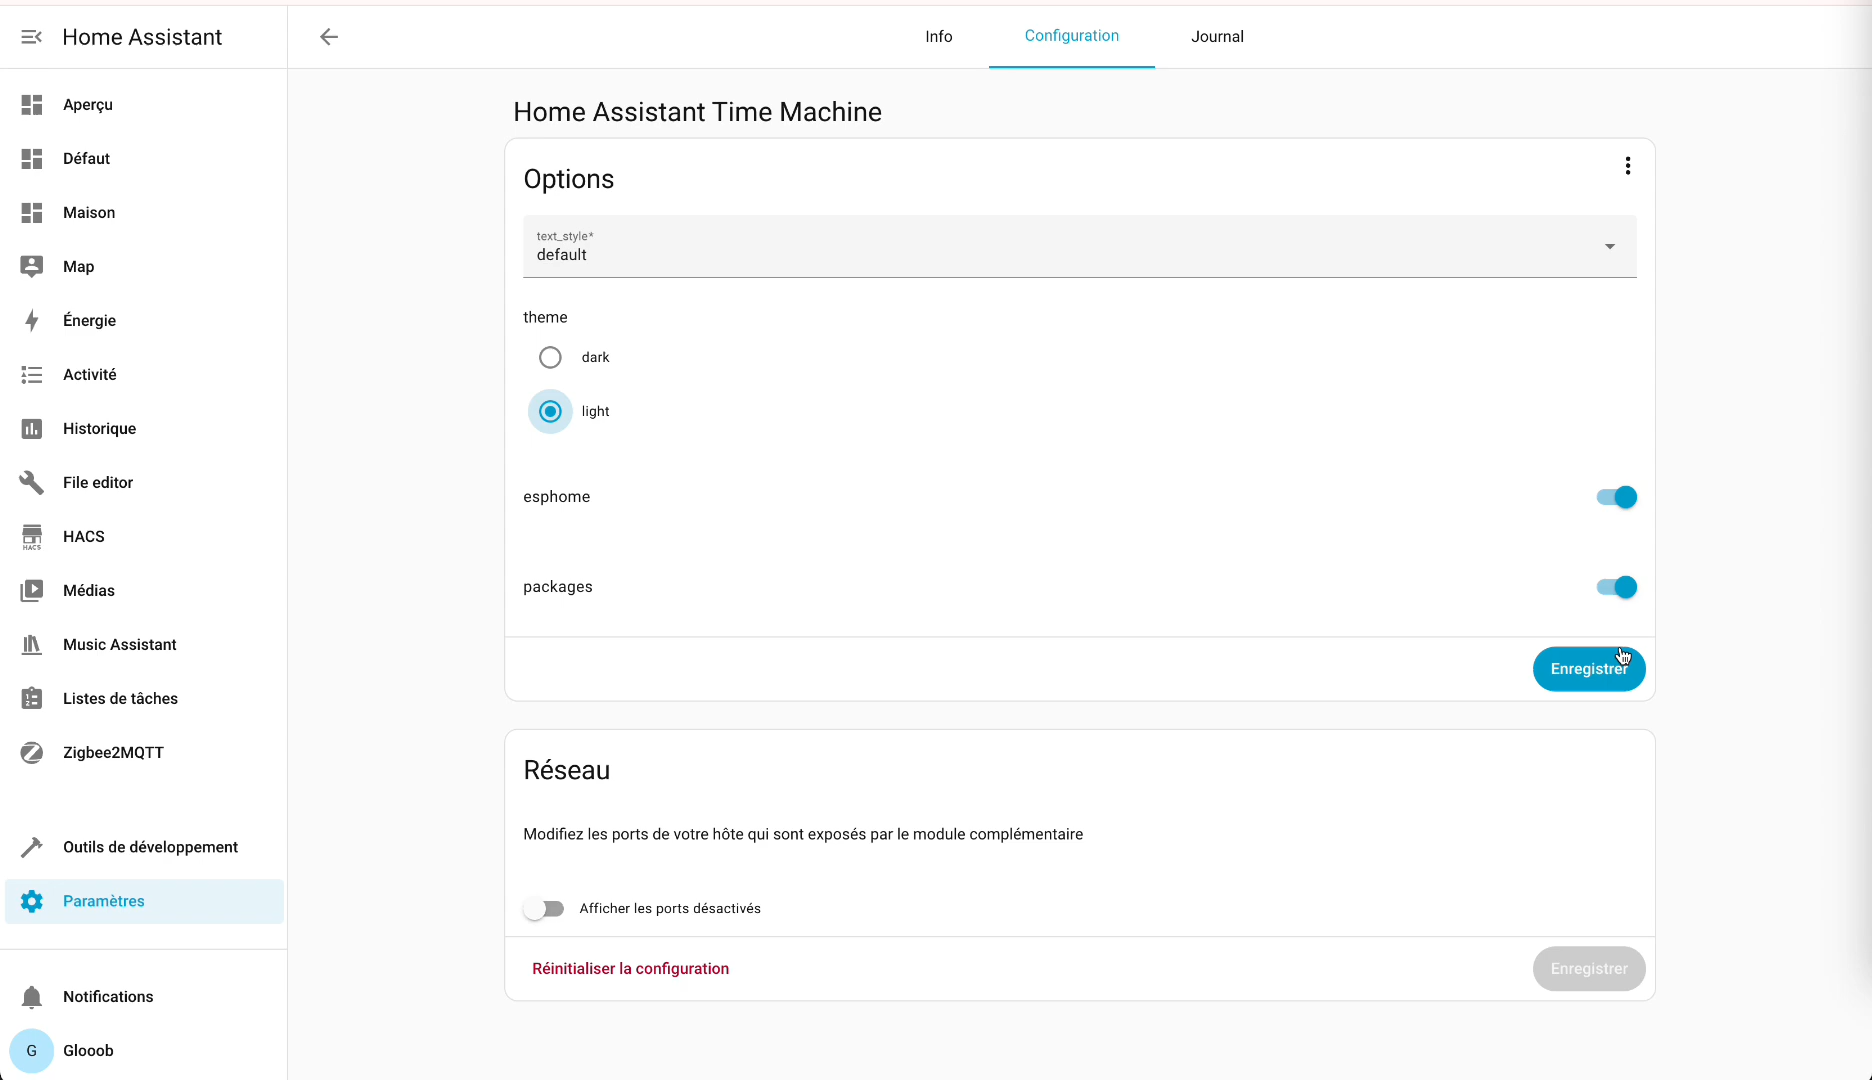 Home Assistant
Info
Configuration
Journal
Aperçu
Défaut
Maison
Map
Énergie
Activité
Historique
File editor
HACS
HACS
Médias
Music Assistant
Listes de tâches
Zigbee2MQTT
Outils de développement
Paramètres
Notifications
G
Glooob
Home Assistant Time Machine
Options
text_style*
default
theme
dark
light
esphome
packages
Enregistrer
Réseau
Modifiez les ports de votre hôte qui sont exposés par le module complémentaire
Afficher les ports désactivés
Réinitialiser la configuration
Enregistrer